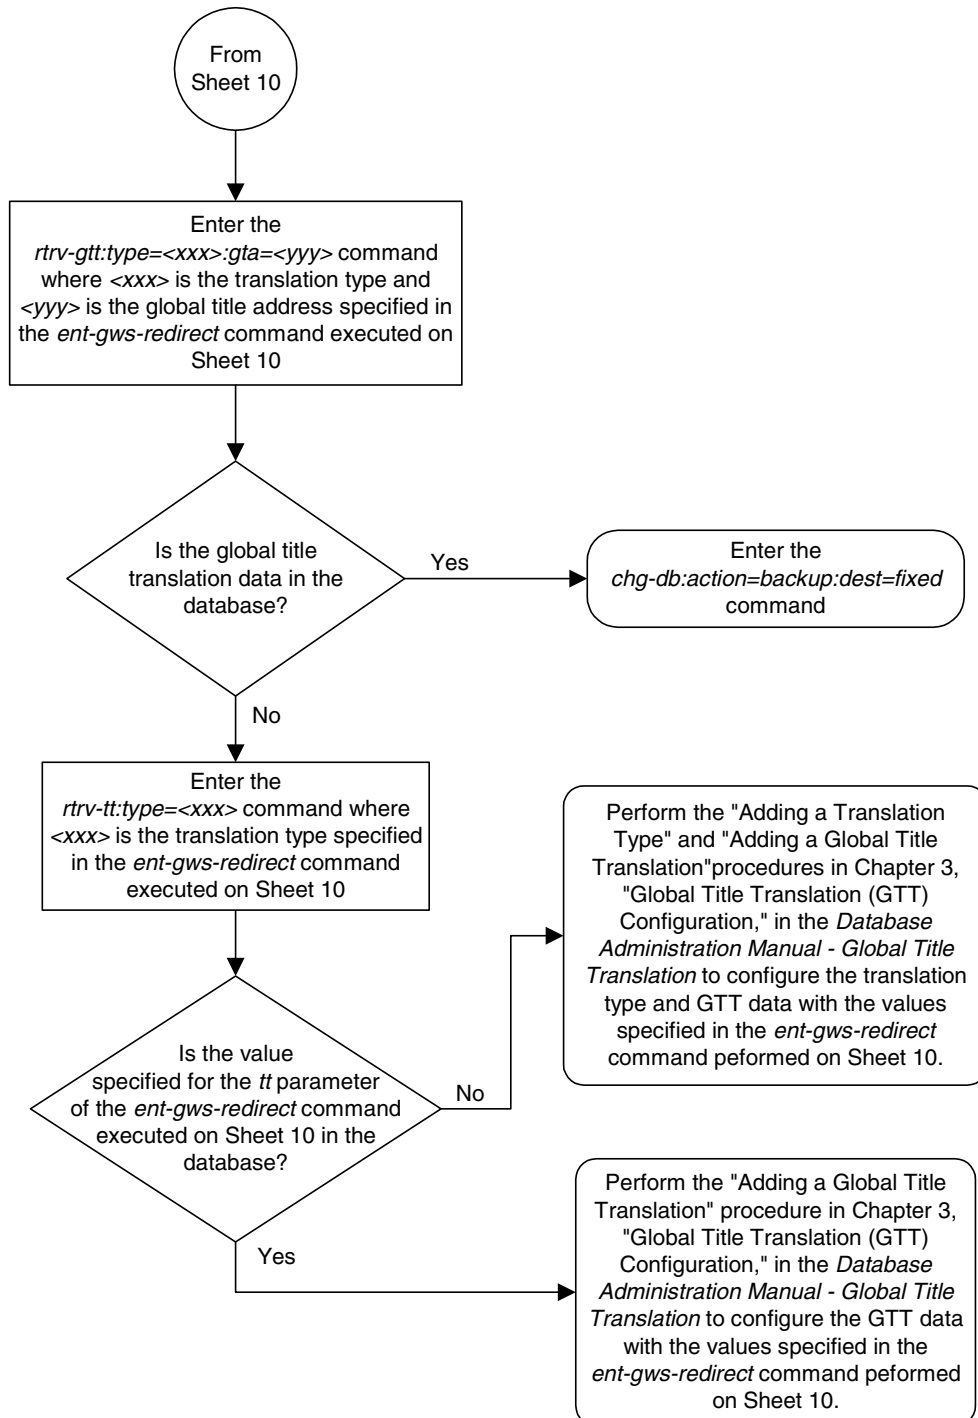 From
Sheet 10
Enter the
rtrv-gtt:type=<xxx>:gta=<yyy> command
where <xxx> is the translation type and
<yyy> is the global title address specified in
the ent-gws-redirect command executed on
Sheet 10
Is the global title
translation data in the
database?
Yes
Enter the
chg-db:action=backup:dest=fixed
command
No
Enter the
rtrv-tt:type=<xxx> command where
<xxx> is the translation type specified
in the ent-gws-redirect command
executed on Sheet 10
Is the value
specified for the tt parameter
of the ent-gws-redirect command
executed on Sheet 10 in the
database?
No
Perform the "Adding a Translation
Type" and "Adding a Global Title
Translation"procedures in Chapter 3,
"Global Title Translation (GTT)
Configuration," in the Database
Administration Manual - Global Title
Translation to configure the translation
type and GTT data with the values
specified in the ent-gws-redirect
command peformed on Sheet 10.
Yes
Perform the "Adding a Global Title
Translation" procedure in Chapter 3,
"Global Title Translation (GTT)
Configuration," in the Database
Administration Manual - Global Title
Translation to configure the GTT data
with the values specified in the
ent-gws-redirect command peformed
on Sheet 10.